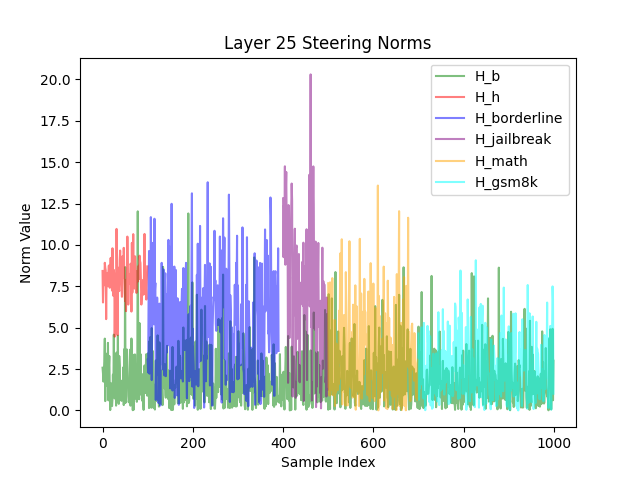 Layer 25 Steering Norms
H_b
H_h
H_borderline
H_jailbreak
H_math
H_gsm8k
20.0
17.5
15.0
12.5
10.0
7.5
5.0
2.5
0.0
Norm Value
0 200 400 600 800 1000
Sample Index